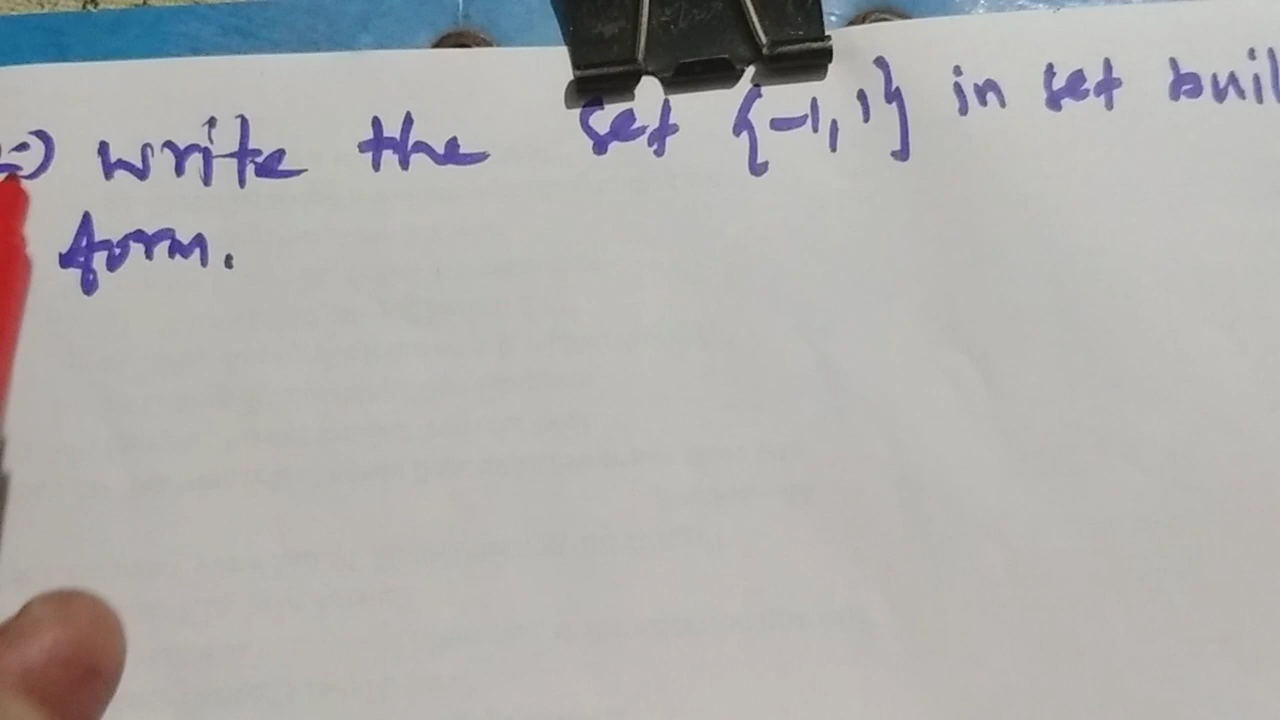 write the set {-1, 1} in set buil
form.